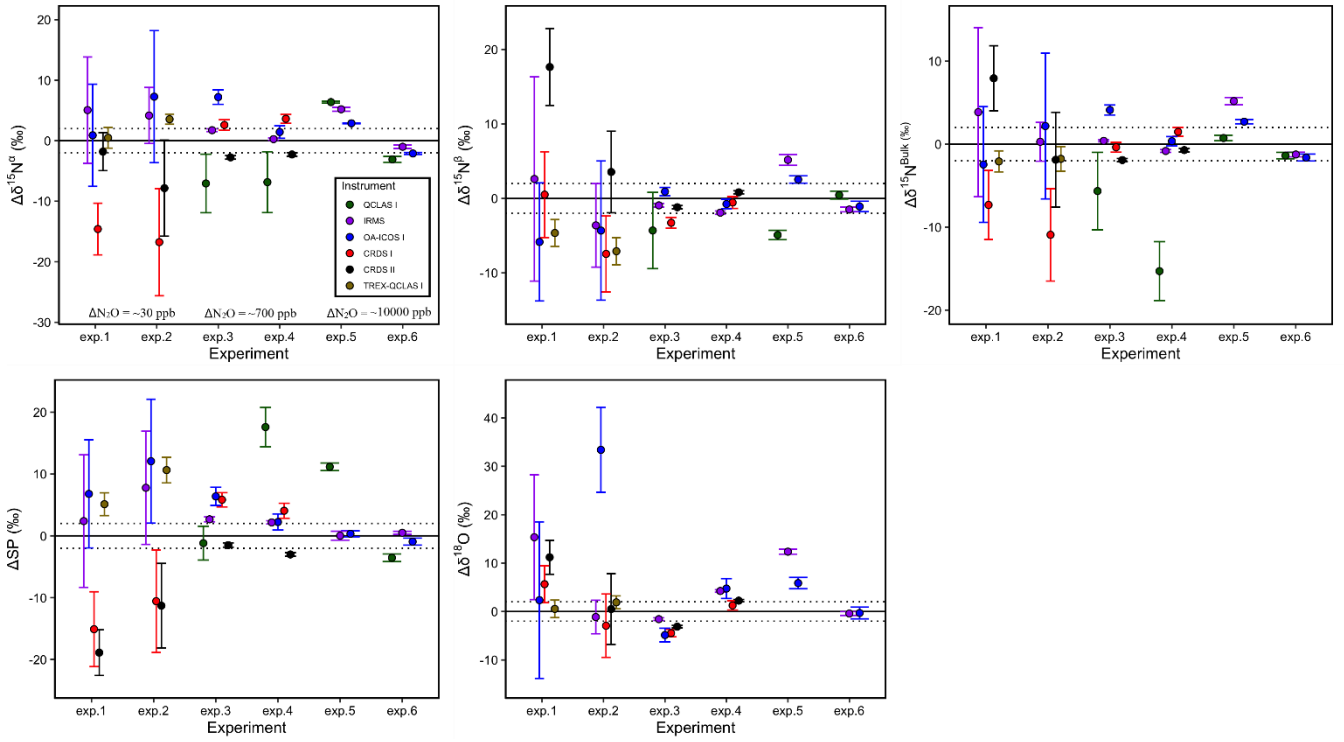 20
10
0
-10
-20
-30
Δδ¹⁵Nᵅ (‰)
Instrument
QCLAS I
IRMS
OA-ICOS I
CRDS I
CRDS II
TREX-QCLAS I
ΔN₂O = ~30 ppb ΔN₂O = ~700 ppb ΔN₂O = ~10000 ppb
exp.1 exp.2 exp.3 exp.4 exp.5 exp.6
Experiment
20
10
0
-10
Δδ¹⁵Nᵝ (‰)
exp.1 exp.2 exp.3 exp.4 exp.5 exp.6
Experiment
10
0
-10
-20
Δδ¹⁵Nᴮᵘˡᵏ (‰)
exp.1 exp.2 exp.3 exp.4 exp.5 exp.6
Experiment
20
10
0
-10
-20
ΔSP (‰)
exp.1 exp.2 exp.3 exp.4 exp.5 exp.6
Experiment
40
30
20
10
0
-10
Δδ¹⁸O (‰)
exp.1 exp.2 exp.3 exp.4 exp.5 exp.6
Experiment